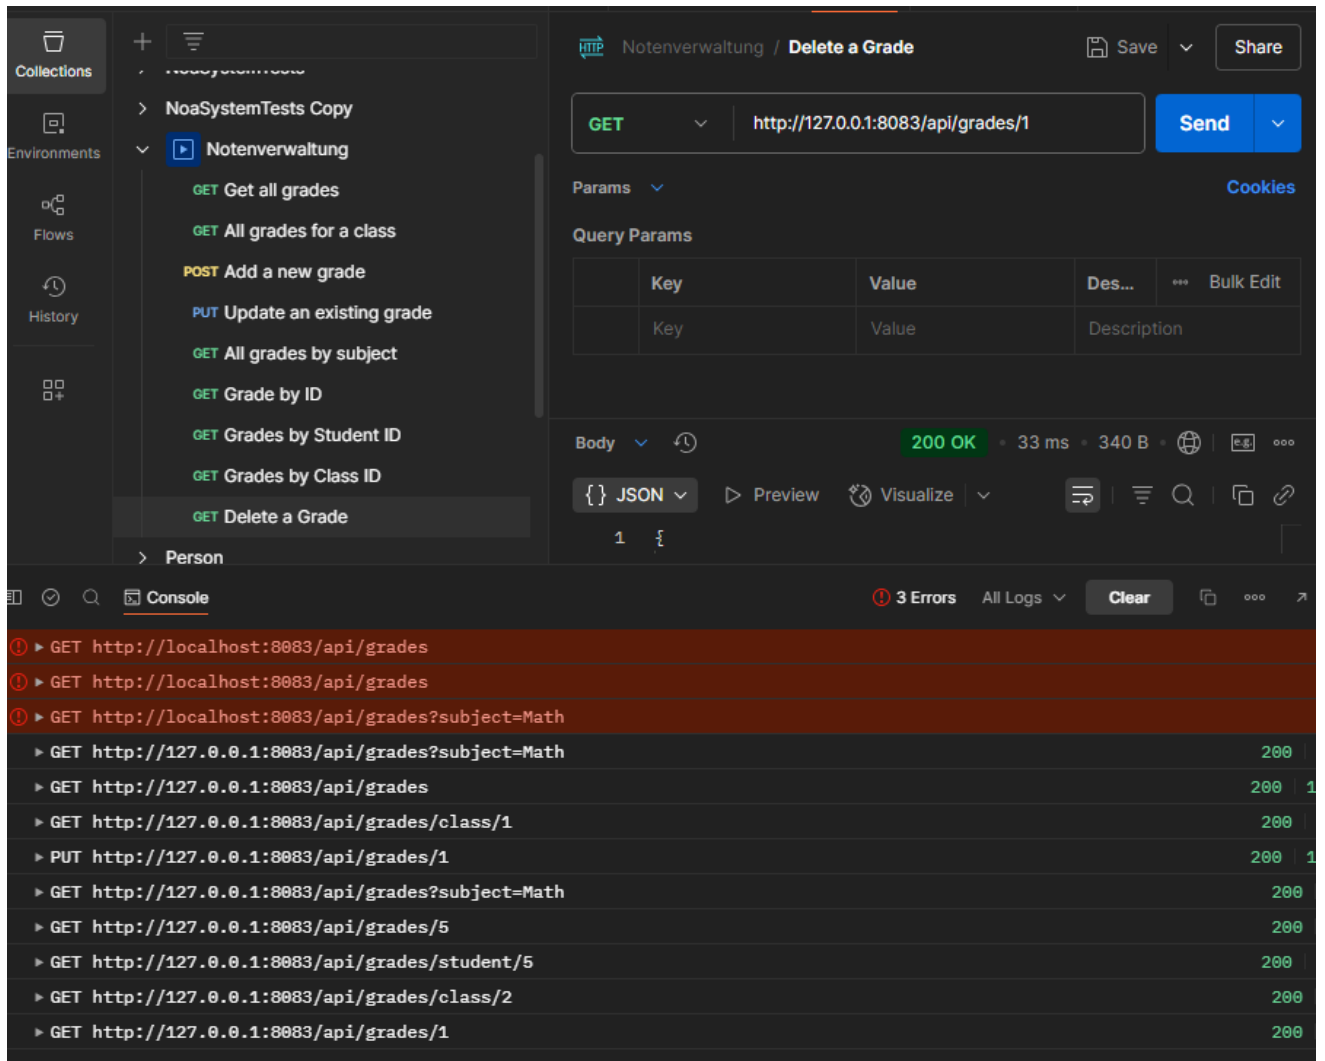 Collections
Environments
Flows
History
NoaSystemTests
NoaSystemTests Copy
Notenverwaltung
GET Get all grades
GET All grades for a class
POST Add a new grade
PUT Update an existing grade
GET All grades by subject
GET Grade by ID
GET Grades by Student ID
GET Grades by Class ID
GET Delete a Grade
Person
HTTP Notenverwaltung / Delete a Grade
Save
Share
GET http://127.0.0.1:8083/api/grades/1
Send
Params
Cookies
Query Params
Key Value Des... Bulk Edit
Key Value Description
Body 200 OK • 33 ms • 340 B • e.g.
{} JSON Preview Visualize
1 {
Console 3 Errors All Logs Clear
GET http://localhost:8083/api/grades
GET http://localhost:8083/api/grades
GET http://localhost:8083/api/grades?subject=Math
GET http://127.0.0.1:8083/api/grades?subject=Math 200
GET http://127.0.0.1:8083/api/grades 200 1
GET http://127.0.0.1:8083/api/grades/class/1 200
PUT http://127.0.0.1:8083/api/grades/1 200 1
GET http://127.0.0.1:8083/api/grades?subject=Math 200
GET http://127.0.0.1:8083/api/grades/5 200
GET http://127.0.0.1:8083/api/grades/student/5 200
GET http://127.0.0.1:8083/api/grades/class/2 200
GET http://127.0.0.1:8083/api/grades/1 200